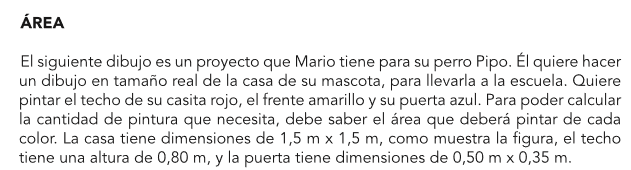 ÁREA
El siguiente dibujo es un proyecto que Mario tiene para su perro Pipo. Él quiere hacer
un dibujo en tamaño real de la casa de su mascota, para llevarla a la escuela. Quiere
pintar el techo de su casita rojo, el frente amarillo y su puerta azul. Para poder calcular
la cantidad de pintura que necesita, debe saber el área que deberá pintar de cada
color. La casa tiene dimensiones de 1,5 m x 1,5 m, como muestra la figura, el techo
tiene una altura de 0,80 m, y la puerta tiene dimensiones de 0,50 m x 0,35 m.